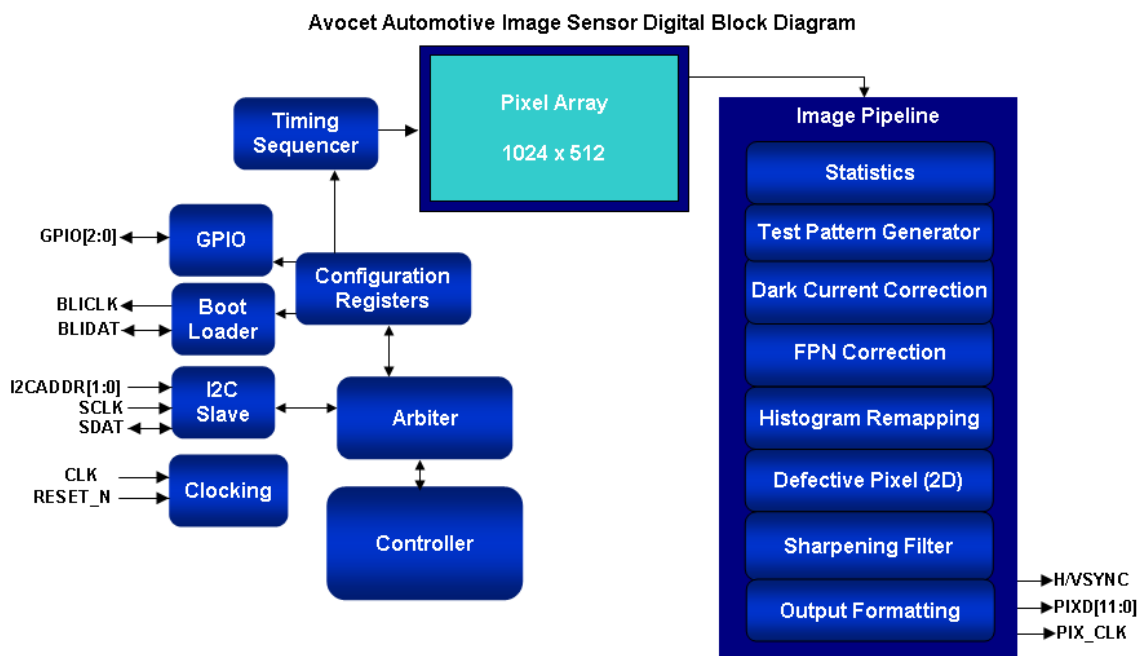 Avocet Automotive Image Sensor Digital Block Diagram
Pixel Array
1024 x 512
Timing
Sequencer
GPIO[2:0]
GPIO
Configuration
Registers
BLICLK
BLIDAT
Boot
Loader
I2CADDR[1:0]
SCLK
SDAT
I2C
Slave
Arbiter
CLK
RESET_N
Clocking
Controller
Image Pipeline
Statistics
Test Pattern Generator
Dark Current Correction
FPN Correction
Histogram Remapping
Defective Pixel (2D)
Sharpening Filter
Output Formatting
H/VSYNC
PIXD[11:0]
PIX_CLK